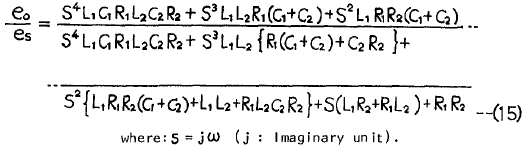 eo/es = S⁴L₁C₁R₁L₂C₂R₂ + S³L₁L₂R₁(C₁+C₂)+S²L₁R₁R₂(C₁+C₂) / S⁴L₁C₁R₁L₂C₂R₂ + S³L₁L₂{R₁(C₁+C₂)+C₂R₂}+ --
-- S²{L₁R₁R₂(C₁+C₂)+L₁L₂+R₁L₂C₂R₂}+S(L₁R₂+R₁L₂)+R₁R₂ --(15)
where: S = jω (j : Imaginary unit).